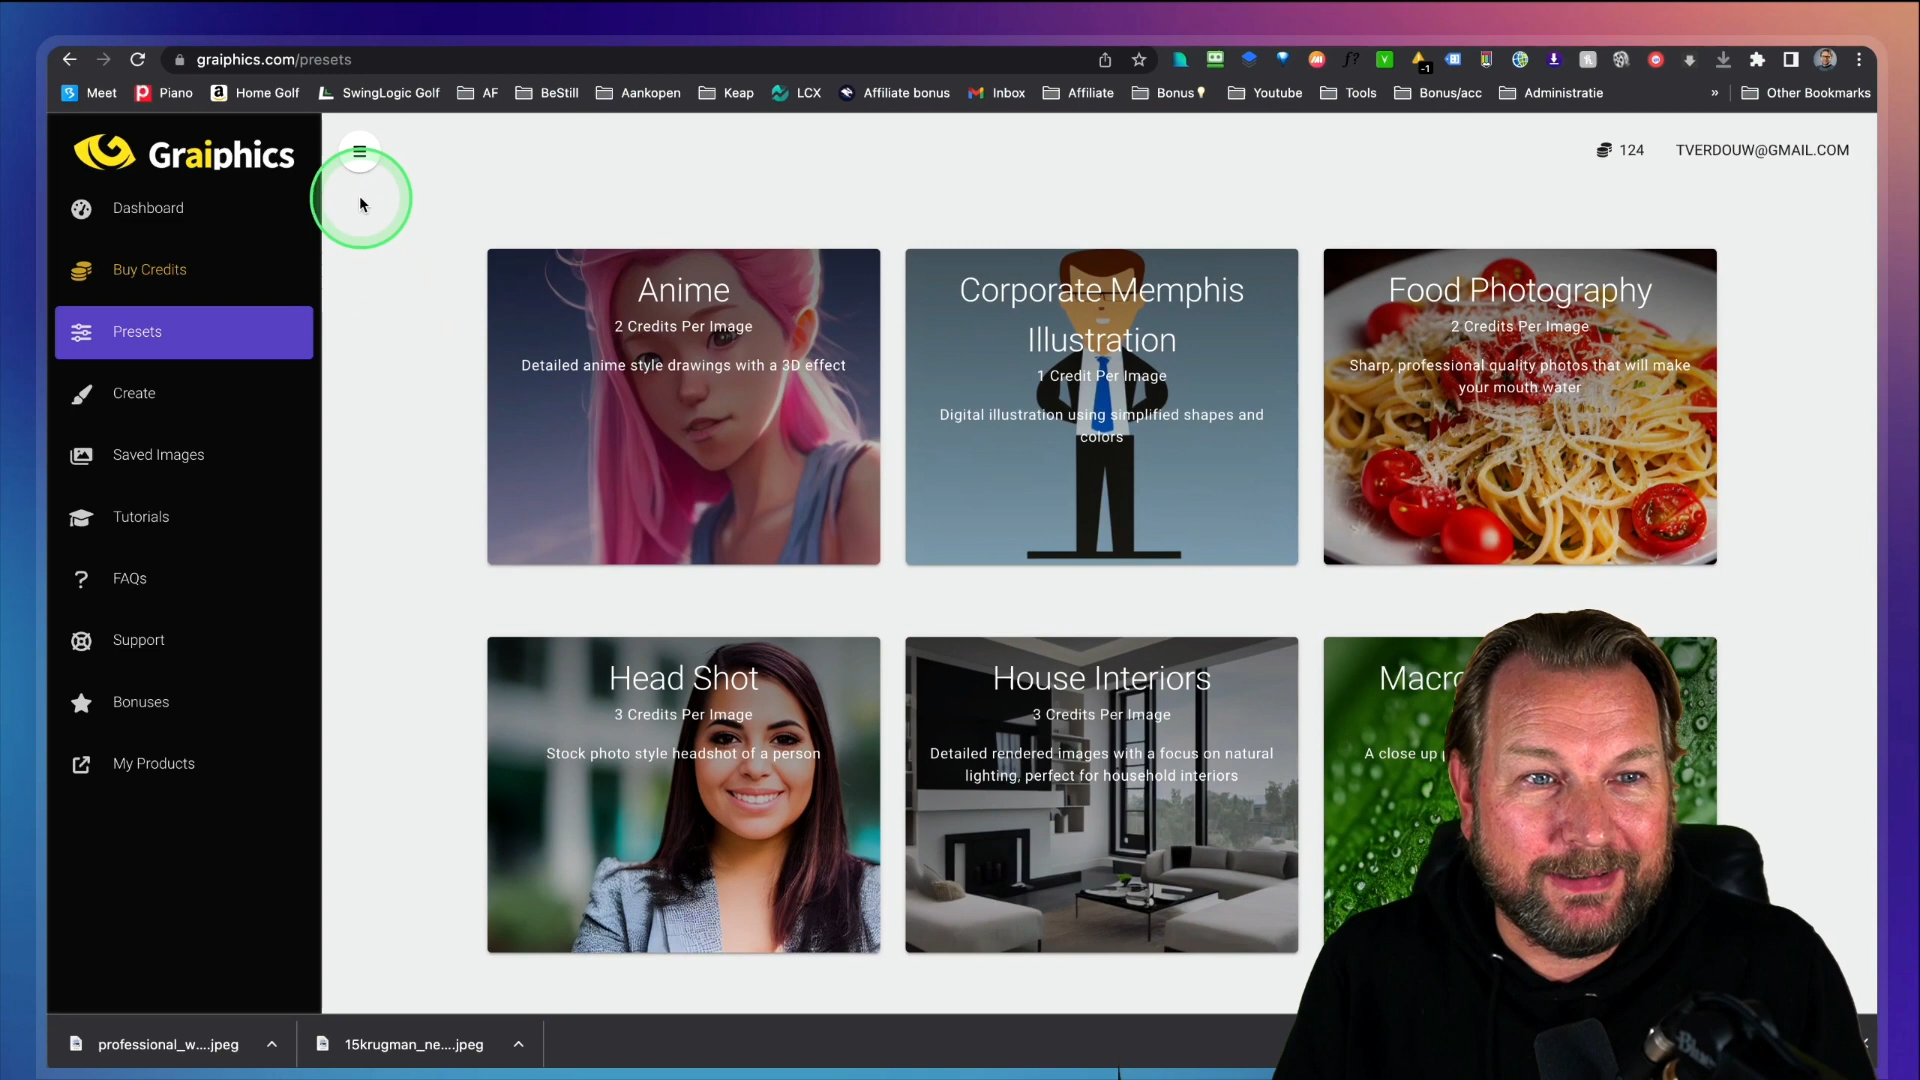 graiphics.com/presets
-1
Meet
Piano
Home Golf
SwingLogic Golf
AF
BeStill
Aankopen
Keap
LCX
Affiliate bonus
Inbox
Affiliate
Bonus
Youtube
Tools
Bonus/acc
Administratie
»
Other Bookmarks
Graiphics
124
TVERDOUW@GMAIL.COM
Dashboard
Buy Credits
Presets
Create
Saved Images
Tutorials
FAQs
Support
Bonuses
My Products
Anime
2 Credits Per Image
Detailed anime style drawings with a 3D effect
Corporate Memphis
Illustration
1 Credit Per Image
Digital illustration using simplified shapes and
colors
Food Photography
2 Credits Per Image
Sharp, professional quality photos that will make
your mouth water
Head Shot
3 Credits Per Image
Stock photo style headshot of a person
House Interiors
3 Credits Per Image
Detailed rendered images with a focus on natural
lighting, perfect for household interiors
Macro
A close up
professional_w....jpeg
15krugman_ne....jpeg